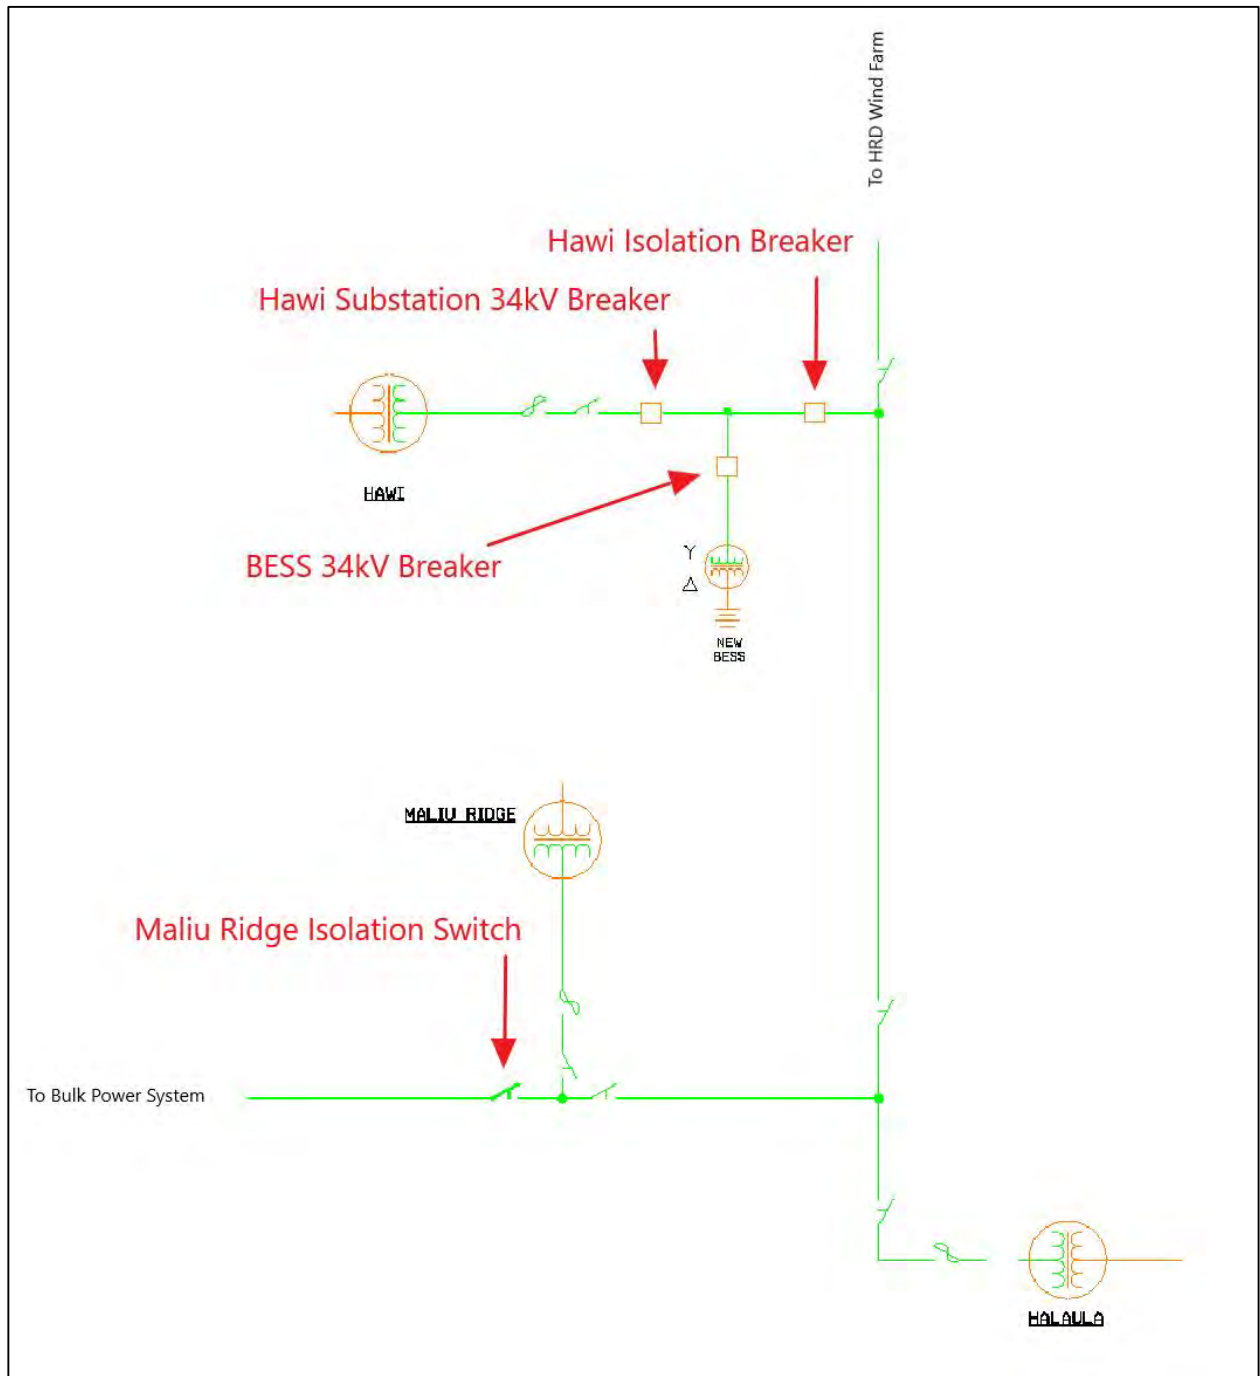 To HRD Wind Farm
Hawi Isolation Breaker
Hawi Substation 34kV Breaker
HAWI
BESS 34kV Breaker
Y
Δ
NEW
BESS
MALIU RIDGE
Maliu Ridge Isolation Switch
To Bulk Power System
HALAULA